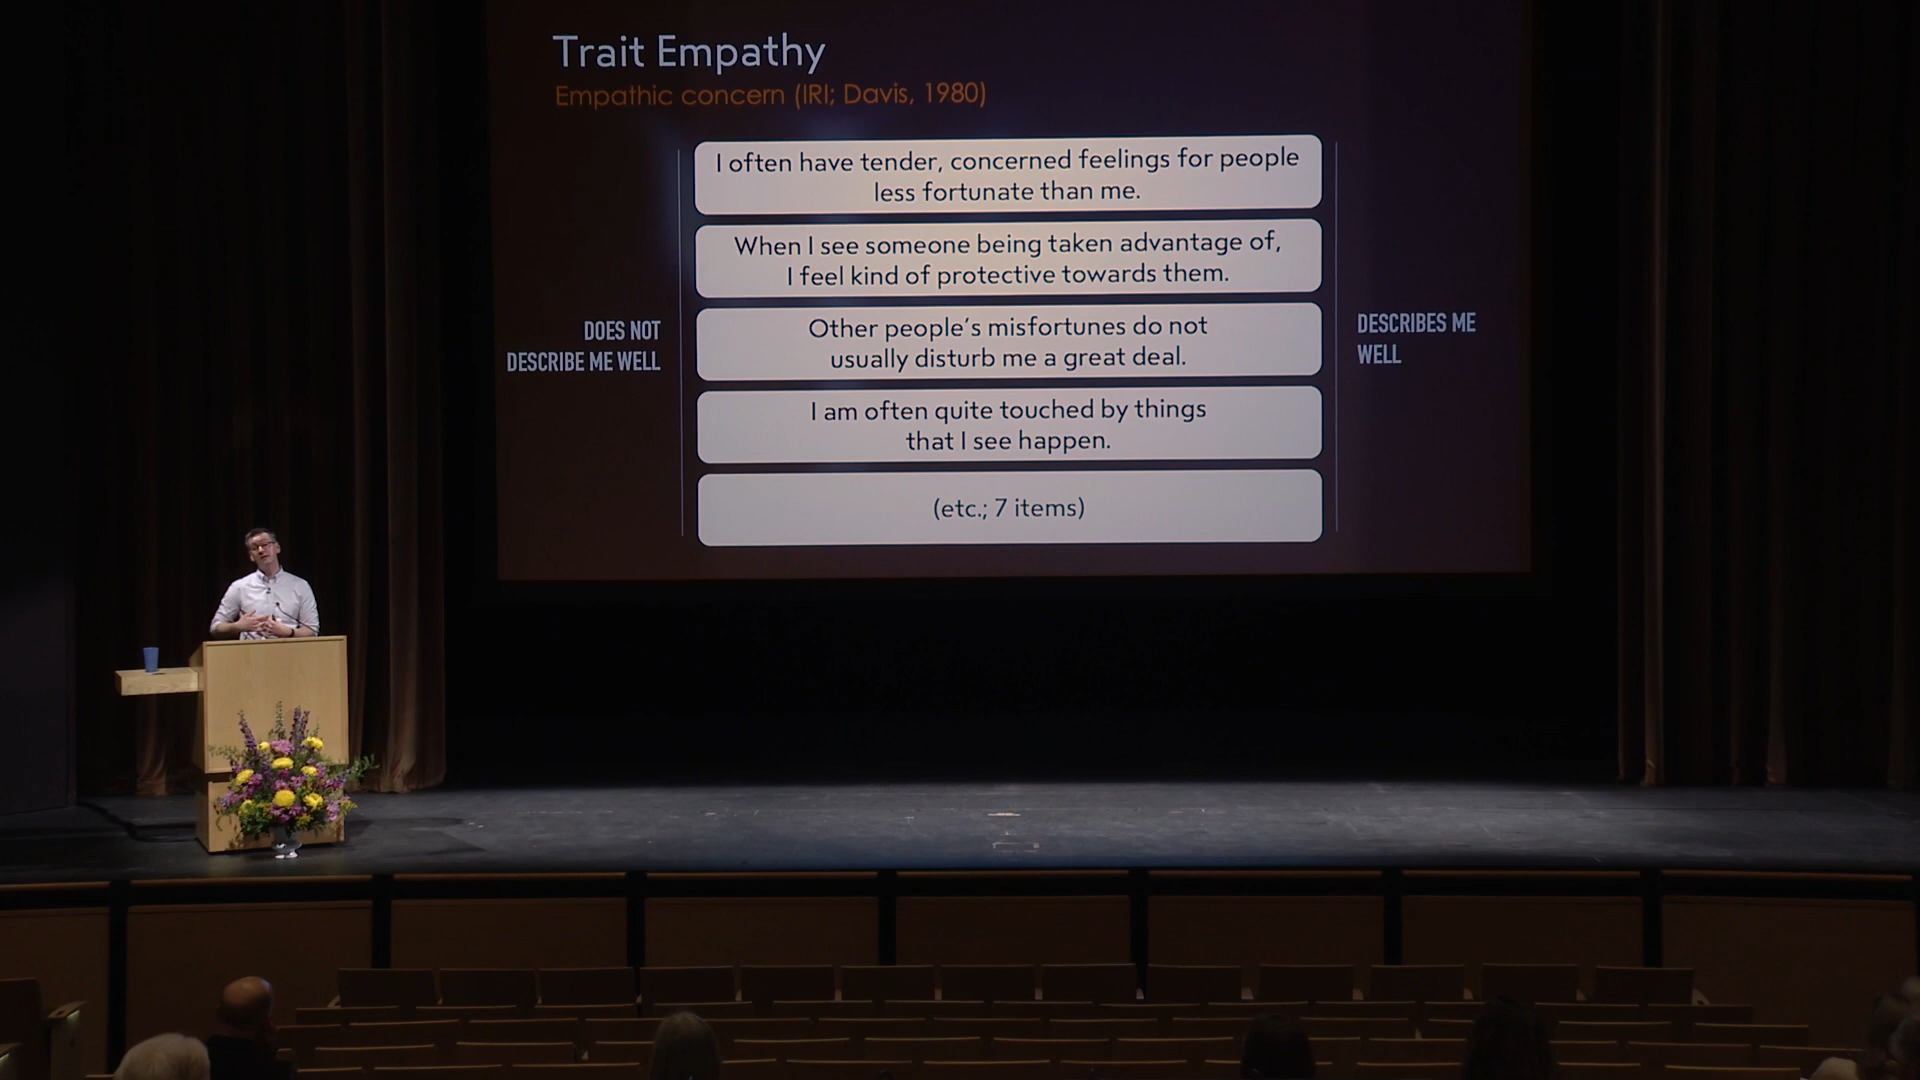 Trait Empathy
Empathic concern (IRI; Davis, 1980)
I often have tender, concerned feelings for people
less fortunate than me.
When I see someone being taken advantage of,
I feel kind of protective towards them.
Other people's misfortunes do not
usually disturb me a great deal.
I am often quite touched by things
that I see happen.
(etc.; 7 items)
DOES NOT
DESCRIBE ME WELL
DESCRIBES ME
WELL